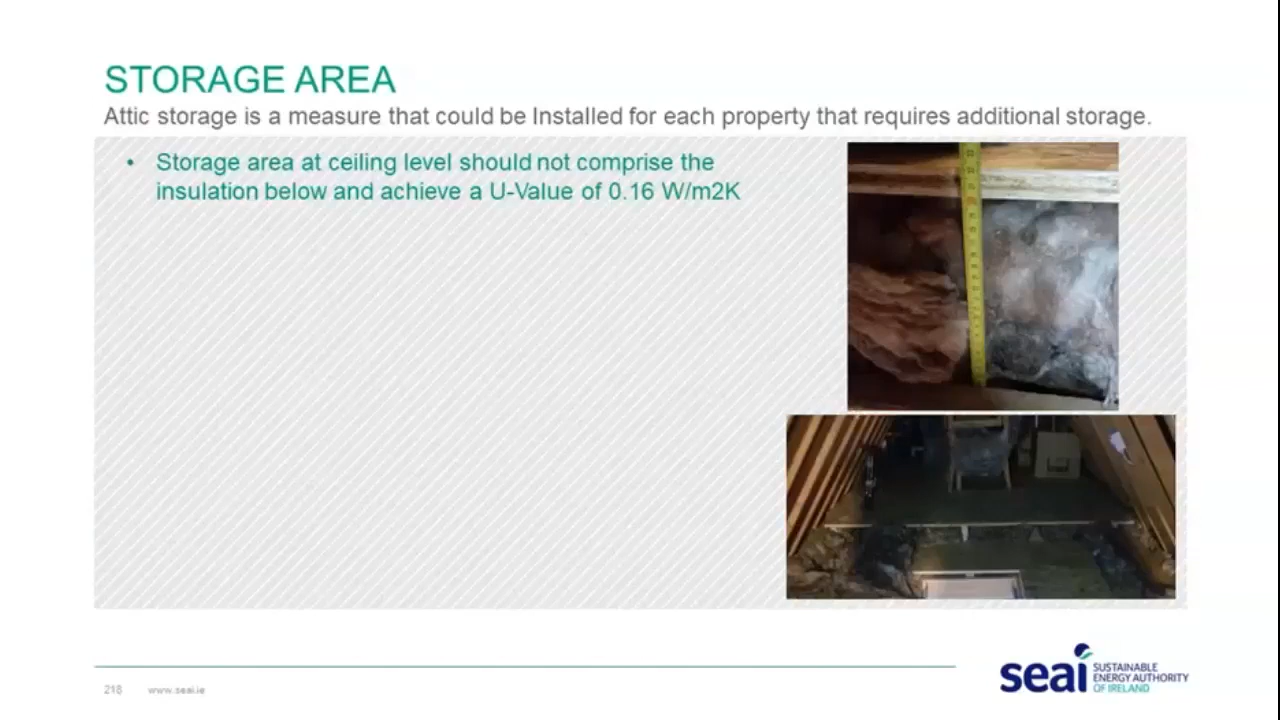 STORAGE AREA
Attic storage is a measure that could be Installed for each property that requires additional storage.
• Storage area at ceiling level should not comprise the
insulation below and achieve a U-Value of 0.16 W/m2K
218 www.seai.ie
seai SUSTAINABLE
ENERGY AUTHORITY
OF IRELAND